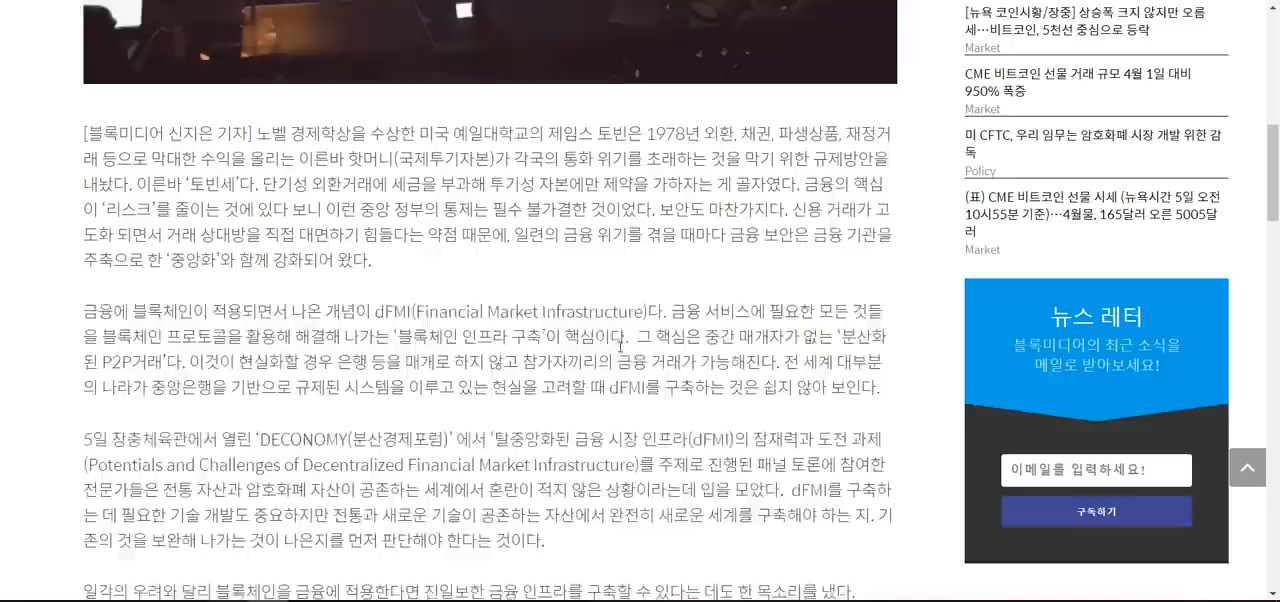 [블록미디어 신지은 기자] 노벨 경제학상을 수상한 미국 예일대학교의 제임스 토빈은 1978년 외환, 채권, 파생상품, 재정거
래 등으로 막대한 수익을 올리는 이른바 핫머니(국제투기자본)가 각국의 통화 위기를 초래하는 것을 막기 위한 규제방안을
내놨다. 이른바 ‘토빈세’다. 단기성 외환거래에 세금을 부과해 투기성 자본에만 제약을 가하자는 게 골자였다. 금융의 핵심
이 ‘리스크’를 줄이는 것에 있다 보니 이런 중앙 정부의 통제는 필수 불가결한 것이었다. 보안도 마찬가지다. 신용 거래가 고
도화 되면서 거래 상대방을 직접 대면하기 힘들다는 약점 때문에, 일련의 금융 위기를 겪을 때마다 금융 보안은 금융 기관을
주축으로 한 ‘중앙화’와 함께 강화되어 왔다.
금융에 블록체인이 적용되면서 나온 개념이 dFMI(Financial Market Infrastructure)다. 금융 서비스에 필요한 모든 것들
을 블록체인 프로토콜을 활용해 해결해 나가는 ‘블록체인 인프라 구축’이 핵심이다. 그 핵심은 중간 매개자가 없는 ‘분산화
된 P2P거래’다. 이것이 현실화할 경우 은행 등을 매개로 하지 않고 참가자끼리의 금융 거래가 가능해진다. 전 세계 대부분
의 나라가 중앙은행을 기반으로 규제된 시스템을 이루고 있는 현실을 고려할 때 dFMI를 구축하는 것은 쉽지 않아 보인다.
5일 장충체육관에서 열린 ‘DECONOMY(분산경제포럼)’ 에서 ‘탈중앙화된 금융 시장 인프라(dFMI)의 잠재력과 도전 과제
(Potentials and Challenges of Decentralized Financial Market Infrastructure)를 주제로 진행된 패널 토론에 참여한
전문가들은 전통 자산과 암호화폐 자산이 공존하는 세계에서 혼란이 적지 않은 상황이라는데 입을 모았다. dFMI를 구축하
는 데 필요한 기술 개발도 중요하지만 전통과 새로운 기술이 공존하는 자산에서 완전히 새로운 세계를 구축해야 하는 지, 기
존의 것을 보완해 나가는 것이 나은지를 먼저 판단해야 한다는 것이다.
일각의 우려와 달리 블록체인을 금융에 적용한다면 진일보한 금융 인프라를 구축할 수 있다는 데도 한 목소리를 냈다.
[뉴욕 코인시황/장중] 상승폭 크지 않지만 오름
세…비트코인, 5천선 중심으로 등락
Market
CME 비트코인 선물 거래 규모 4월 1일 대비
950% 폭증
Market
미 CFTC, 우리 임무는 암호화폐 시장 개발 위한 감
독
Policy
(표) CME 비트코인 선물 시세 (뉴욕시간 5일 오전
10시55분 기준)…4월물, 165달러 오른 5005달
러
Market
뉴스 레터
블록미디어의 최근 소식을
메일로 받아보세요!
이메일를 입력하세요!
구독하기